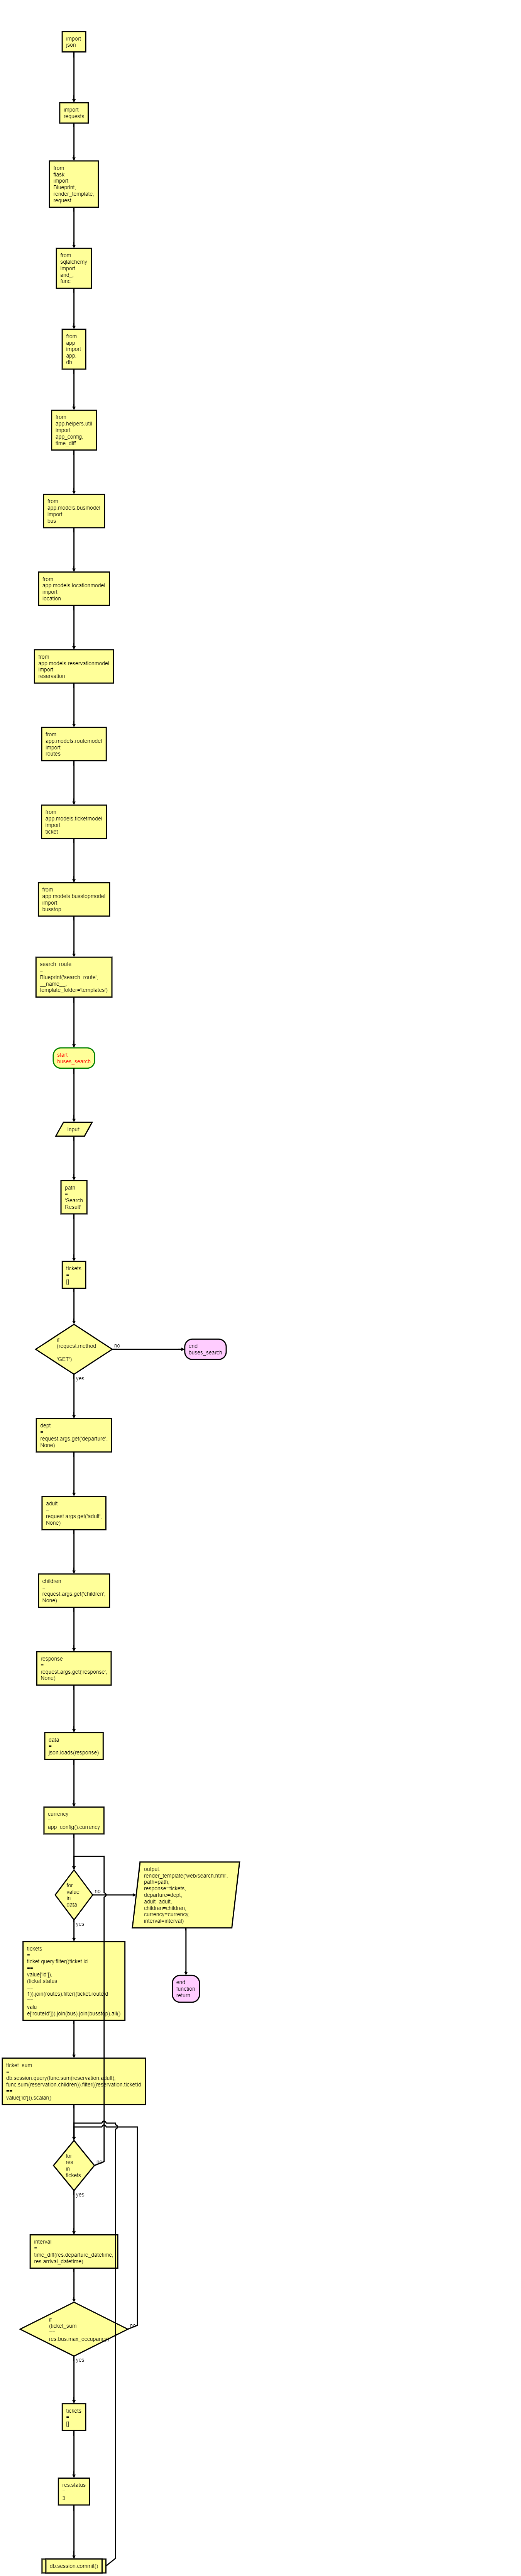 import
json
import
requests
from
flask
import
Blueprint,
render_template,
request
from
sqlalchemy
import
and_,
func
from
app
import
app,
db
from
app.helpers.util
import
app_config,
time_diff
from
app.models.busmodel
import
bus
from
app.models.locationmodel
import
location
from
app.models.reservationmodel
import
reservation
from
app.models.routemodel
import
routes
from
app.models.ticketmodel
import
ticket
from
app.models.busstopmodel
import
busstop
search_route
=
Blueprint('search_route',
__name__,
template_folder='templates')
start
buses_search
input:
path
=
'Search
Result'
tickets
=
[]
if
(request.method
==
'GET')
no
end
buses_search
yes
dept
=
request.args.get('departure',
None)
adult
=
request.args.get('adult',
None)
children
=
request.args.get('children',
None)
response
=
request.args.get('response',
None)
data
=
json.loads(response)
currency
=
app_config().currency
for
value
in
data
no
yes
output:
render_template('web/search.html',
path=path,
response=tickets,
departure=dept,
adult=adult,
children=children,
currency=currency,
interval=interval)
end
function
return
tickets
=
ticket.query.filter((ticket.id
==
value['id']),
(ticket.status
==
1)).join(routes).filter((ticket.routeId
==
valu
e['routeId'])).join(bus).join(busstop).all()
ticket_sum
=
db.session.query(func.sum(reservation.adult),
func.sum(reservation.children)).filter((reservation.ticketId
==
value['id'])).scalar()
for
res
in
tickets
no
yes
interval
=
time_diff(res.departure_datetime,
res.arrival_datetime)
if
(ticket_sum
==
res.bus.max_occupancy)
no
yes
tickets
=
[]
res.status
=
3
db.session.commit()